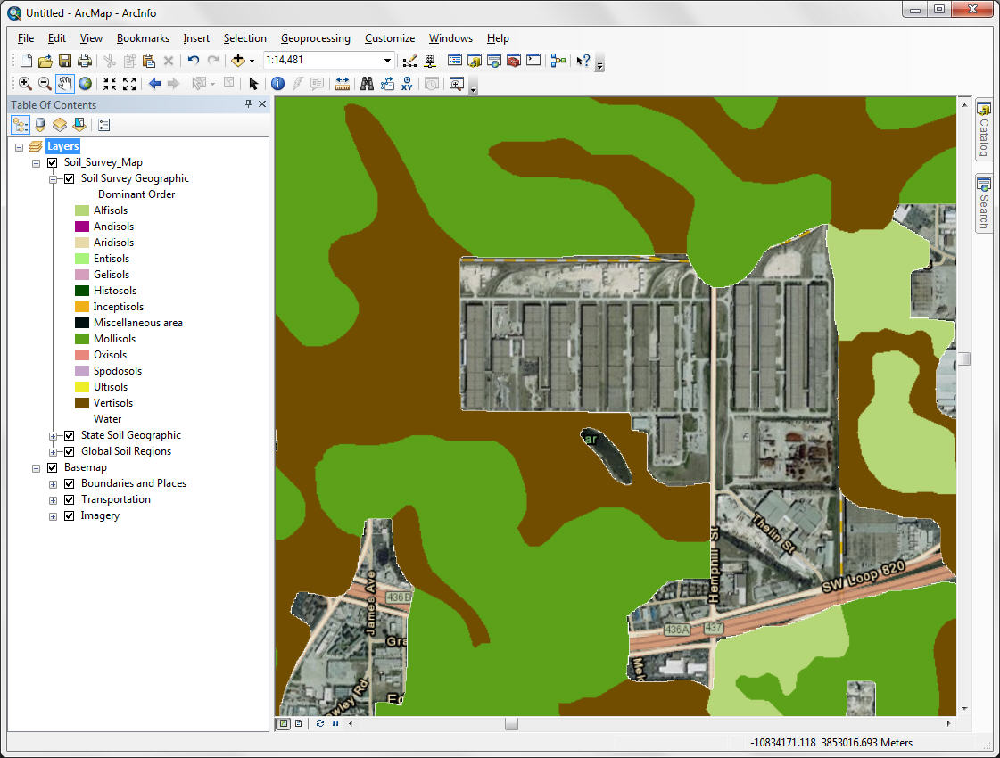 Untitled - ArcMap - ArcInfo
File Edit View Bookmarks Insert Selection Geoprocessing Customize Windows Help
1:14,481
Table Of Contents
Layers
Soil_Survey_Map
Soil Survey Geographic
Dominant Order
Alfisols
Andisols
Aridisols
Entisols
Gelisols
Histosols
Inceptisols
Miscellaneous area
Mollisols
Oxisols
Spodosols
Ultisols
Vertisols
Water
State Soil Geographic
Global Soil Regions
Basemap
Boundaries and Places
Transportation
Imagery
Catalog
Search
XY
ar
Thelin St
Hemphill St
SW Loop 820
436B
James Ave
436A 437
Gra
wley Rd
-10834171.118 3853016.693 Meters